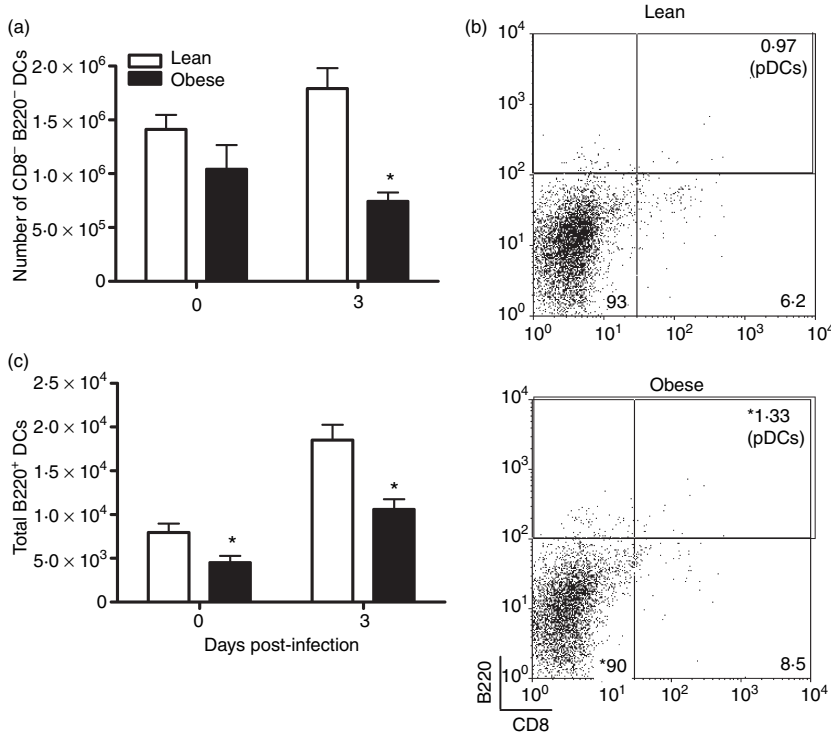 (a)
Lean
Obese
Number of CD8⁻ B220⁻ DCs
2·0 × 10⁶
1·5 × 10⁶
1·0 × 10⁶
5·0 × 10⁵
0
*
0
3
(b)
Lean
10⁴
10³
10²
10¹
10⁰
0·97
(pDCs)
93
6·2
10⁰ 10¹ 10² 10³ 10⁴
(c)
Total B220⁺ DCs
2·5 × 10⁴
2·0 × 10⁴
1·5 × 10⁴
1·0 × 10⁴
5·0 × 10³
0
*
*
0
3
Days post-infection
Obese
10⁴
10³
10²
10¹
10⁰
*1·33
(pDCs)
*90
8·5
10⁰ 10¹ 10² 10³ 10⁴
B220
CD8